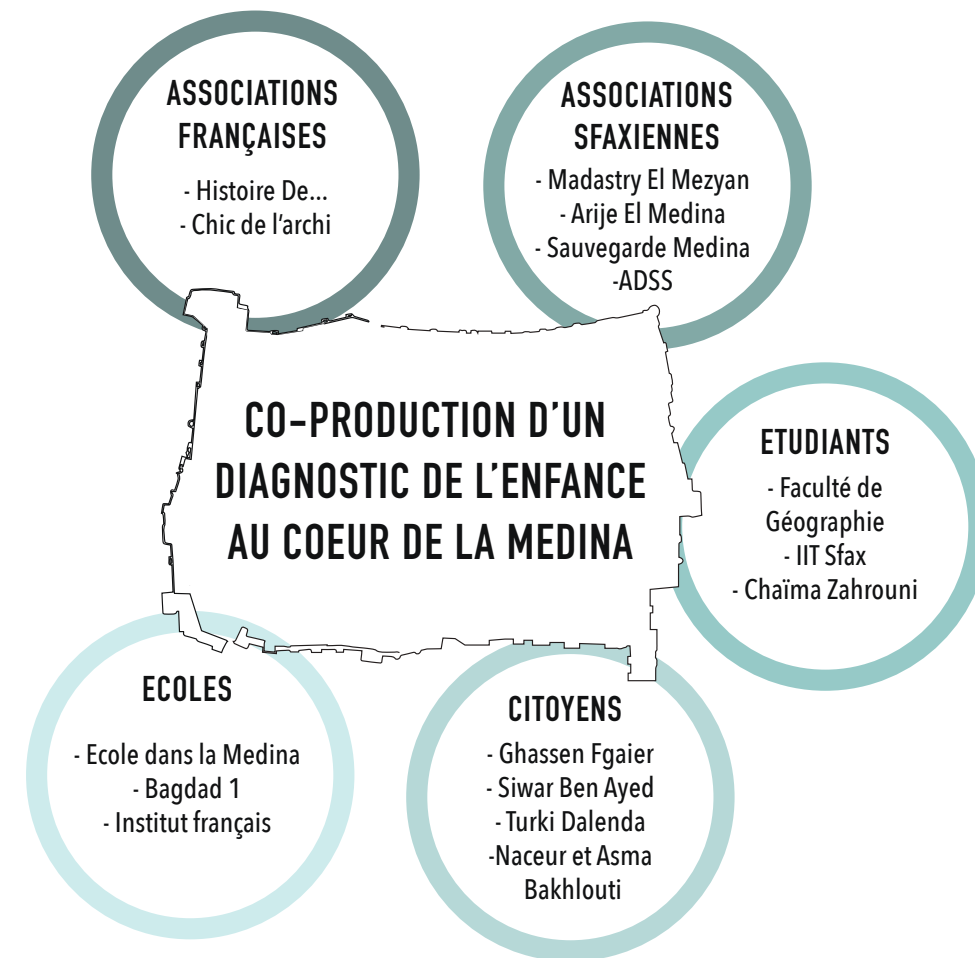 ASSOCIATIONS
FRANÇAISES
- Histoire De...
- Chic de l'archi
ASSOCIATIONS
SFAXIENNES
- Madastry El Mezyan
- Arije El Medina
- Sauvegarde Medina
-ADSS
CO-PRODUCTION D'UN
DIAGNOSTIC DE L'ENFANCE
AU COEUR DE LA MEDINA
ETUDIANTS
- Faculté de
Géographie
- IIT Sfax
- Chaïma Zahrouni
ECOLES
- Ecole dans la Medina
- Bagdad 1
- Institut français
CITOYENS
- Ghassen Fgaier
- Siwar Ben Ayed
- Turki Dalenda
-Naceur et Asma
Bakhlouti